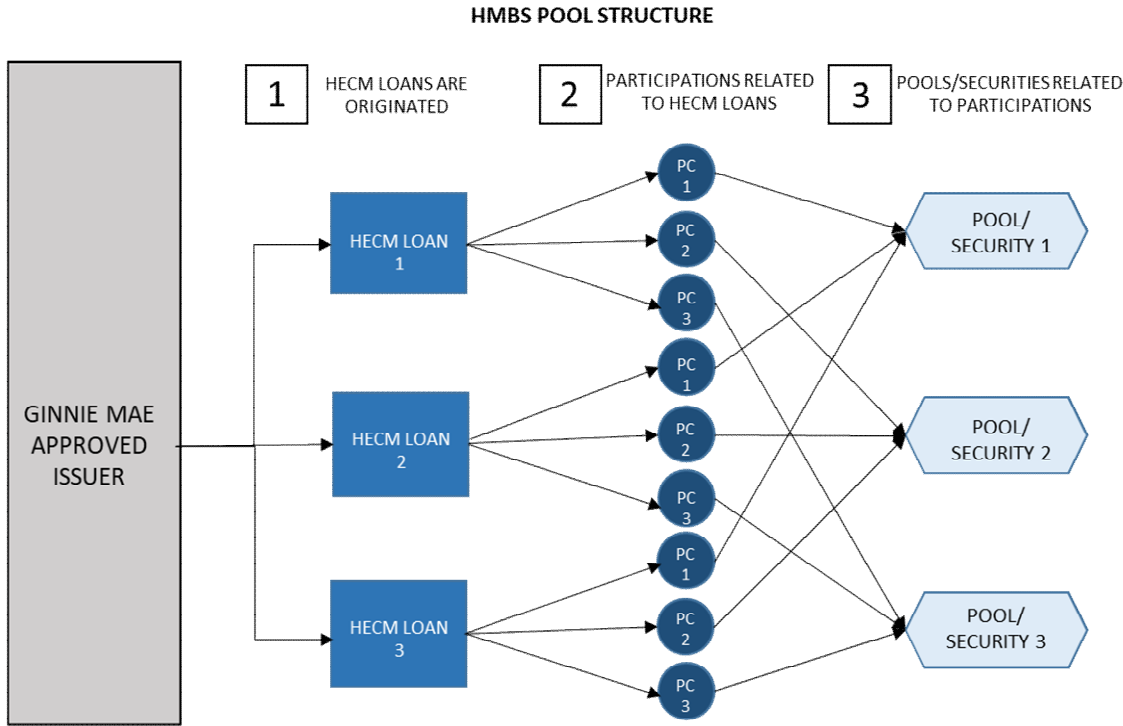 HMBS POOL STRUCTURE
1
HECM LOANS ARE
ORIGINATED
2
PARTICIPATIONS RELATED
TO HECM LOANS
3
POOLS/SECURITIES RELATED
TO PARTICIPATIONS
GINNIE MAE
APPROVED
ISSUER
HECM LOAN
1
PC
1
PC
2
PC
3
POOL/
SECURITY 1
HECM LOAN
2
PC
1
PC
2
PC
3
POOL/
SECURITY 2
HECM LOAN
3
PC
1
PC
2
PC
3
POOL/
SECURITY 3